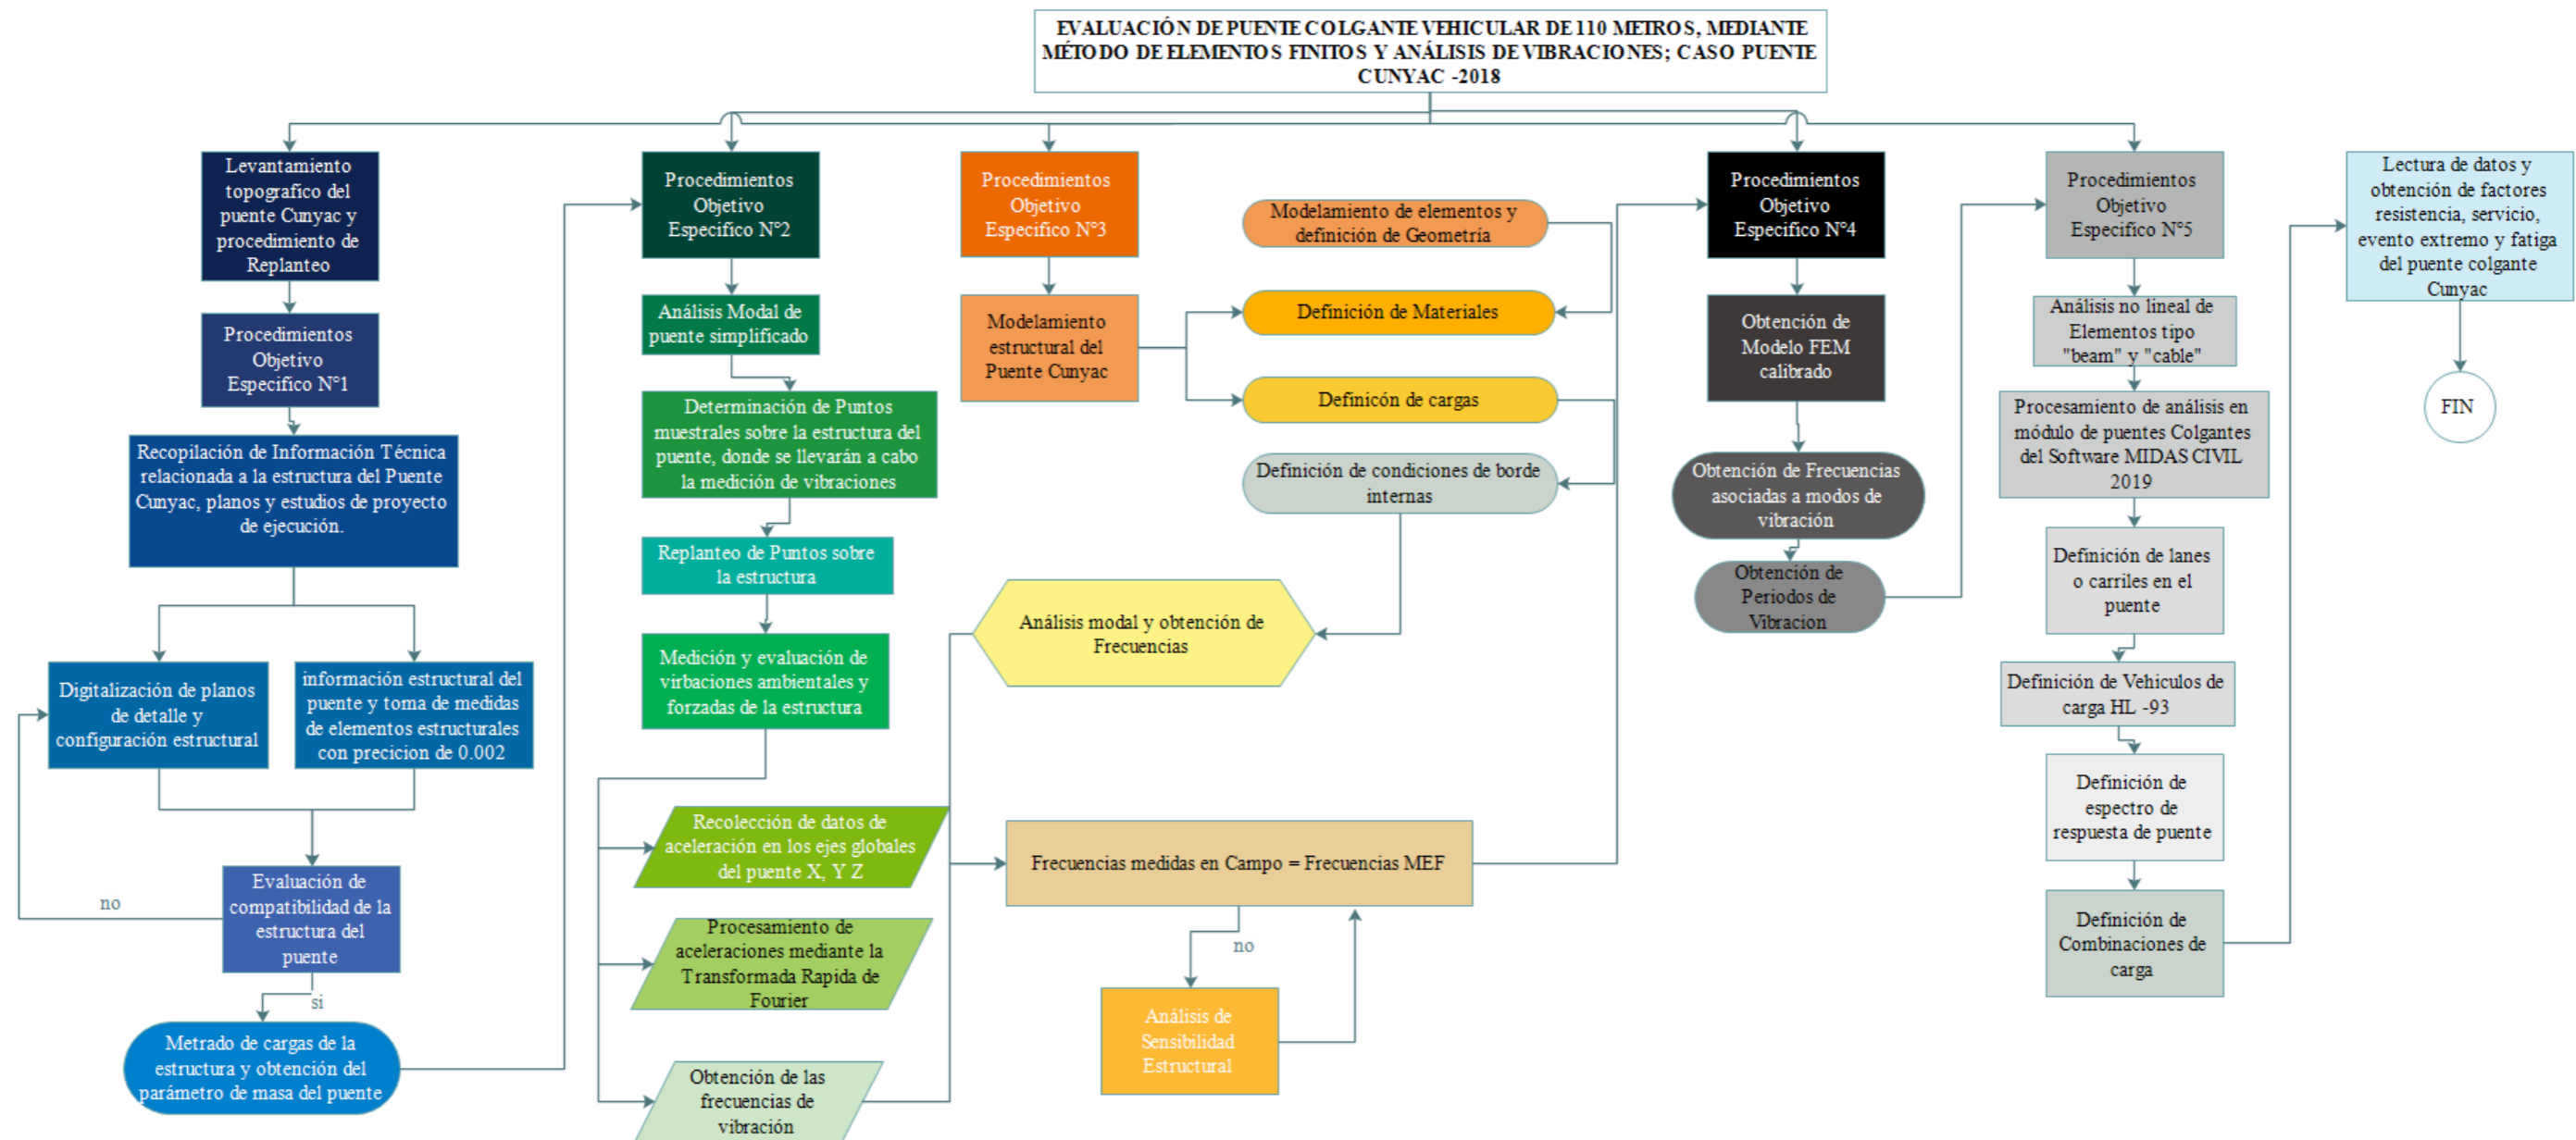 EVALUACIÓN DE PUENTE COLGANTE VEHICULAR DE 110 METROS, MEDIANTE
MÉTODO DE ELEMENTOS FINITOS Y ANÁLISIS DE VIBRACIONES; CASO PUENTE
CUNYAC -2018
Levantamiento
topografico del
puente Cunyac y
procedimiento de
Replanteo
Procedimientos
Objetivo
Especifico N°1
Recopilación de Información Técnica
relacionada a la estructura del Puente
Cunyac, planos y estudios de proyecto
de ejecución.
Digitalización de planos
de detalle y
configuración estructural
información estructural del
puente y toma de medidas
de elementos estructurales
con precicion de 0.002
Evaluación de
compatibilidad de la
estructura del
puente
no
si
Metrado de cargas de la
estructura y obtención del
parámetro de masa del puente
Procedimientos
Objetivo
Especifico N°2
Análisis Modal de
puente simplificado
Determinación de Puntos
muestrales sobre la estructura del
puente, donde se llevarán a cabo
la medición de vibraciones
Replanteo de Puntos sobre
la estructura
Medición y evaluación de
virbaciones ambientales y
forzadas de la estructura
Recolección de datos de
aceleración en los ejes globales
del puente X, Y Z
Procesamiento de
aceleraciones mediante la
Transformada Rapida de
Fourier
Obtención de las
frecuencias de
vibración
Procedimientos
Objetivo
Especifico N°3
Modelamiento
estructural del
Puente Cunyac
Modelamiento de elementos y
definición de Geometría
Definición de Materiales
Definicón de cargas
Definición de condiciones de borde
internas
Análisis modal y obtención de
Frecuencias
Frecuencias medidas en Campo = Frecuencias MEF
no
Análisis de
Sensibilidad
Estructural
Procedimientos
Objetivo
Especifico N°4
Obtención de
Modelo FEM
calibrado
Obtención de Frecuencias
asociadas a modos de
vibración
Obtención de
Periodos de
Vibracion
Procedimientos
Objetivo
Especifico N°5
Análisis no lineal de
Elementos tipo
"beam" y "cable"
Procesamiento de análisis en
módulo de puentes Colgantes
del Software MIDAS CIVIL
2019
Definición de lanes
o carriles en el
puente
Definición de Vehiculos de
carga HL -93
Definición de
espectro de
respuesta de puente
Definición de
Combinaciones de
carga
Lectura de datos y
obtención de factores
resistencia, servicio,
evento extremo y fatiga
del puente colgante
Cunyac
FIN